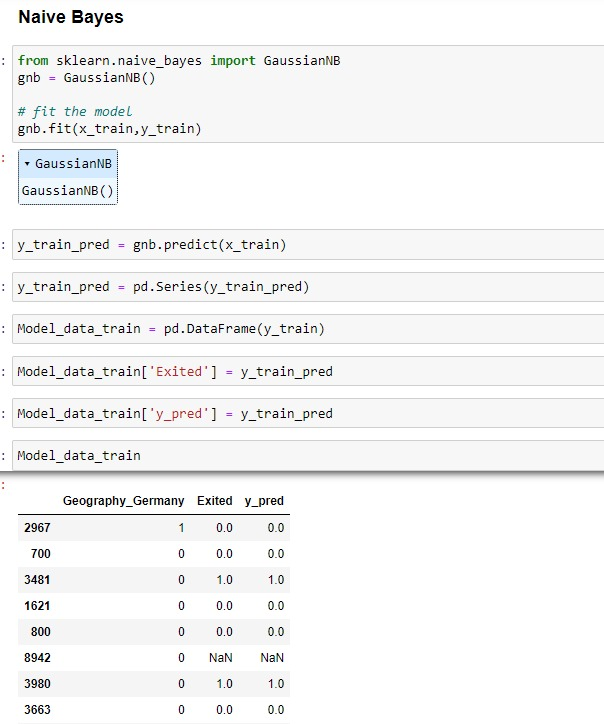 Naive Bayes
: from sklearn.naive_bayes import GaussianNB
gnb = GaussianNB()
# fit the model
gnb.fit(x_train,y_train)
: ▾ GaussianNB
GaussianNB()
: y_train_pred = gnb.predict(x_train)
: y_train_pred = pd.Series(y_train_pred)
: Model_data_train = pd.DataFrame(y_train)
: Model_data_train['Exited'] = y_train_pred
: Model_data_train['y_pred'] = y_train_pred
: Model_data_train
:
Geography_Germany Exited y_pred
2967 1 0.0 0.0
700 0 0.0 0.0
3481 0 1.0 1.0
1621 0 0.0 0.0
800 0 0.0 0.0
8942 0 NaN NaN
3980 0 1.0 1.0
3663 0 0.0 0.0